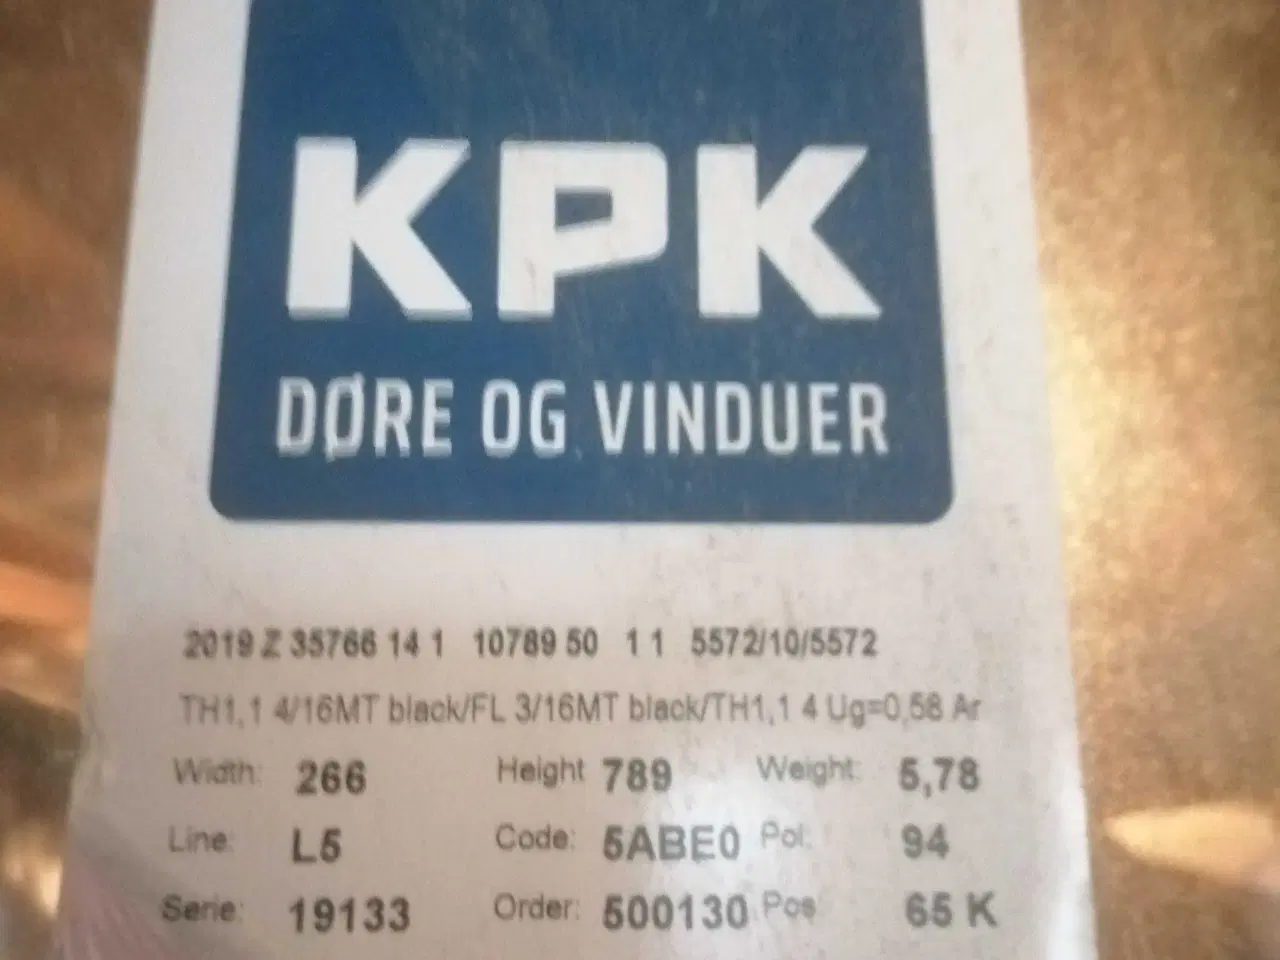 KPK
DØRE OG VINDUER
2019 Z 35766 14 1 10789 50 1 1 5572/10/5572
TH1,1 4/16MT black/FL 3/16MT black/TH1,1 4 Ug=0,58 Ar
Width: 266 Height 789 Weight: 5,78
Line: L5 Code: 5ABE0 Pol: 94
Serie: 19133 Order: 500130 Pos 65 K